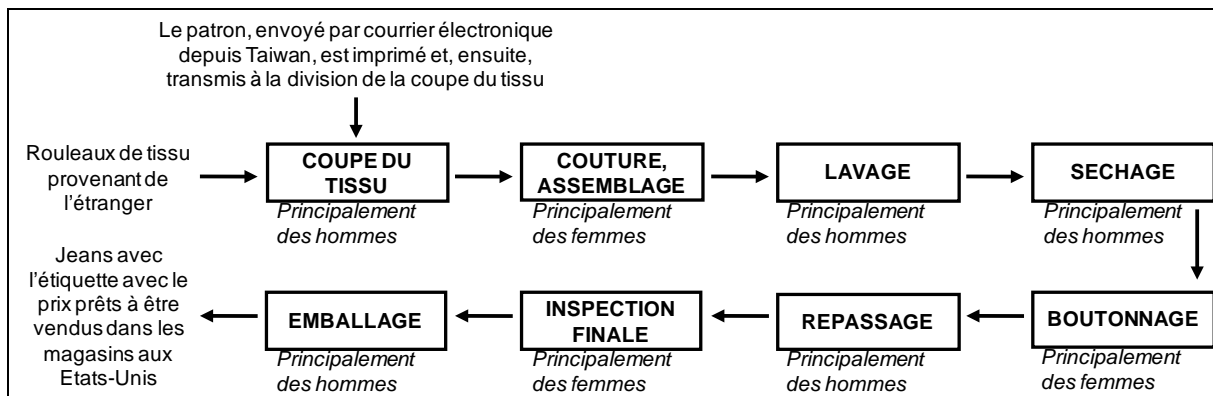 Le patron, envoyé par courrier électronique
depuis Taiwan, est imprimé et, ensuite,
transmis à la division de la coupe du tissu
Rouleaux de tissu
provenant de
l'étranger
COUPE DU
TISSU
Principalement
des hommes
COUTURE,
ASSEMBLAGE
Principalement
des femmes
LAVAGE
Principalement
des hommes
SECHAGE
Principalement
des hommes
BOUTONNAGE
Principalement
des femmes
REPASSAGE
Principalement
des hommes
INSPECTION
FINALE
Principalement
des femmes
EMBALLAGE
Principalement
des hommes
Jeans avec
l'étiquette avec le
prix prêts à être
vendus dans les
magasins aux
Etats-Unis